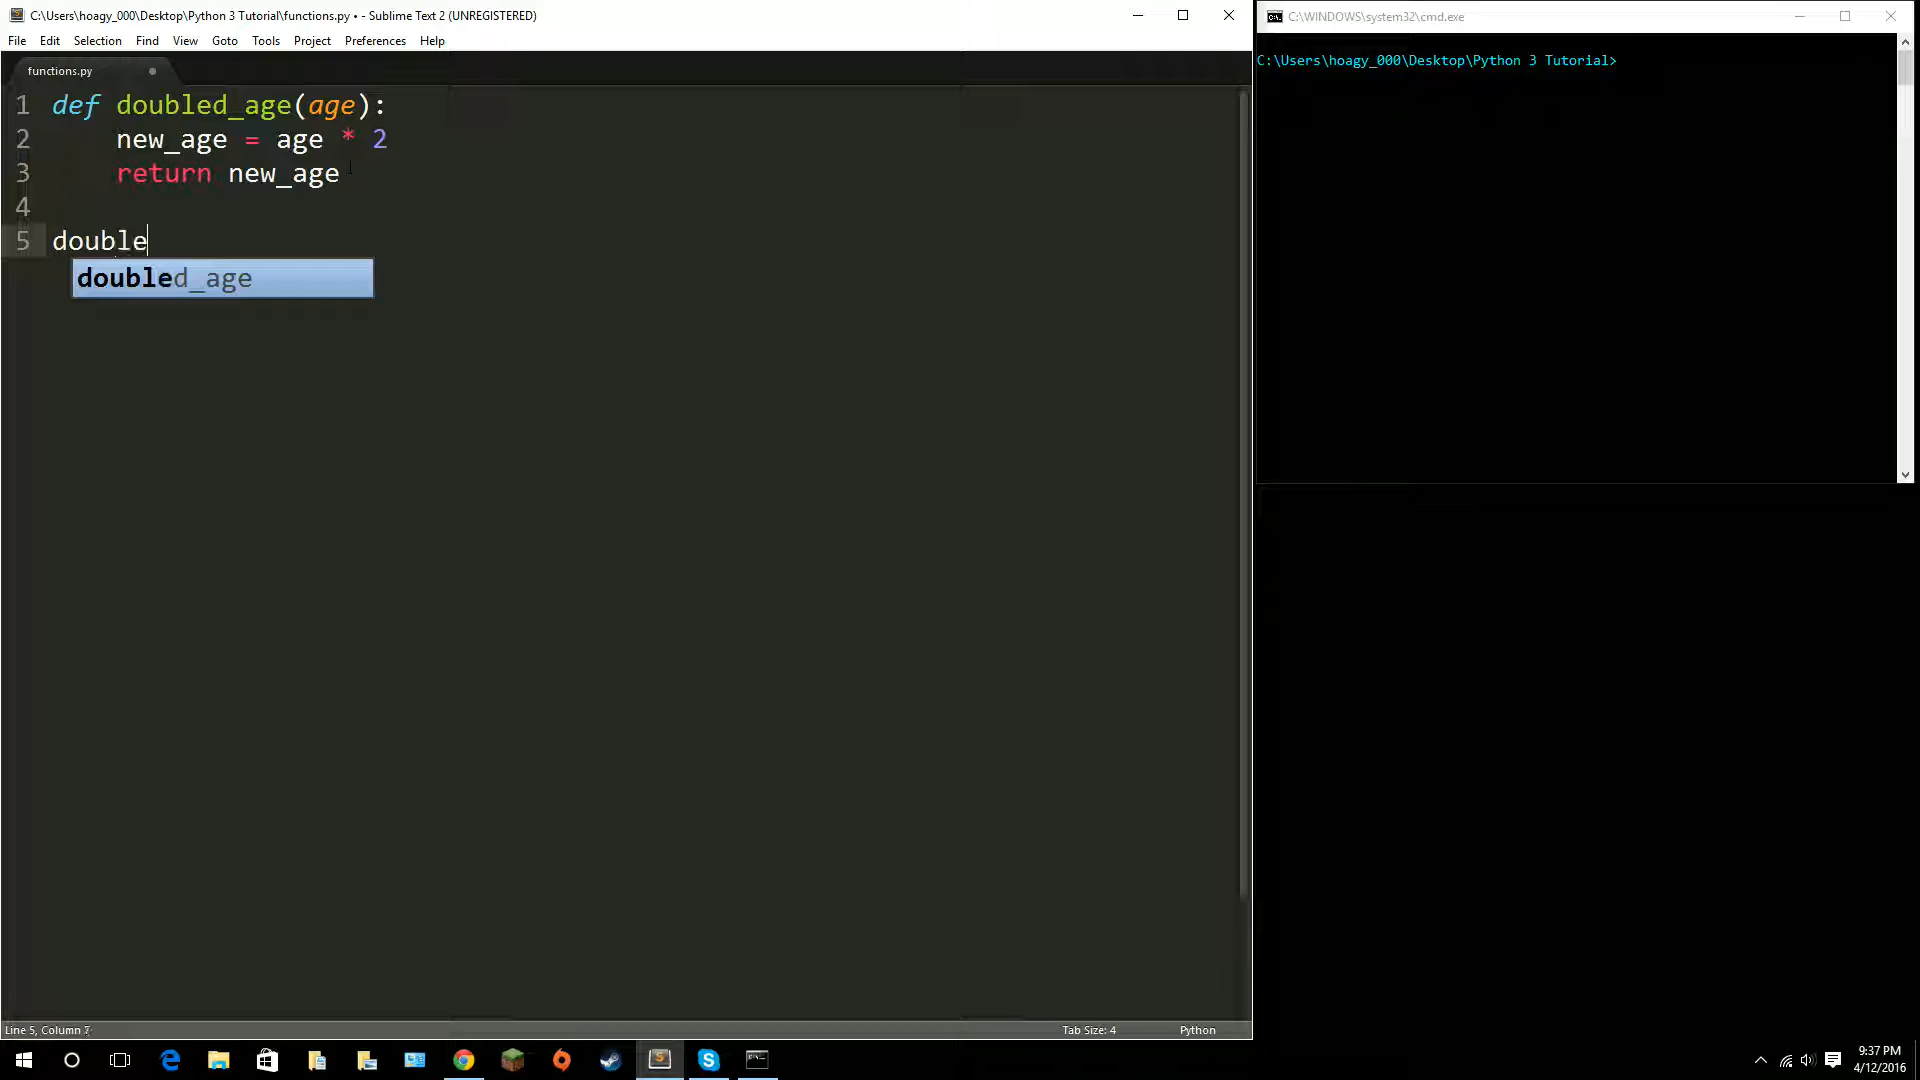 C:\Users\hoagy_000\Desktop\Python 3 Tutorial\functions.py • - Sublime Text 2 (UNREGISTERED)
File Edit Selection Find View Goto Tools Project Preferences Help
functions.py
1 def doubled_age(age):
2 new_age = age * 2
3 return new_age
4
5 double
doubled_age
Line 5, Column 7
Tab Size: 4
Python
C:\WINDOWS\system32\cmd.exe
C:\Users\hoagy_000\Desktop\Python 3 Tutorial>
9:37 PM
4/12/2016